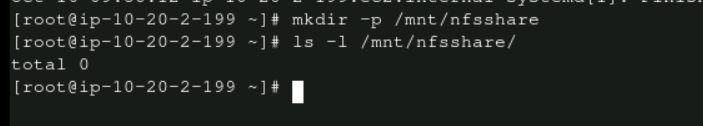 [root@ip-10-20-2-199 ~]# mkdir -p /mnt/nfsshare
[root@ip-10-20-2-199 ~]# ls -l /mnt/nfsshare/
total 0
[root@ip-10-20-2-199 ~]#